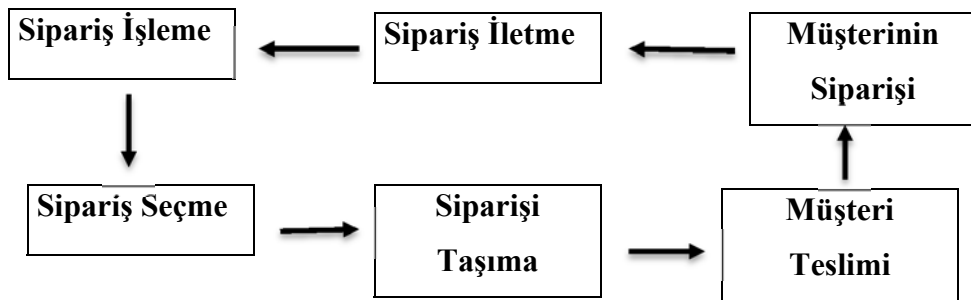 Sipariş İşleme
Sipariş İletme
Müşterinin
Siparişi
Sipariş Seçme
Siparişi
Taşıma
Müşteri
Teslimi